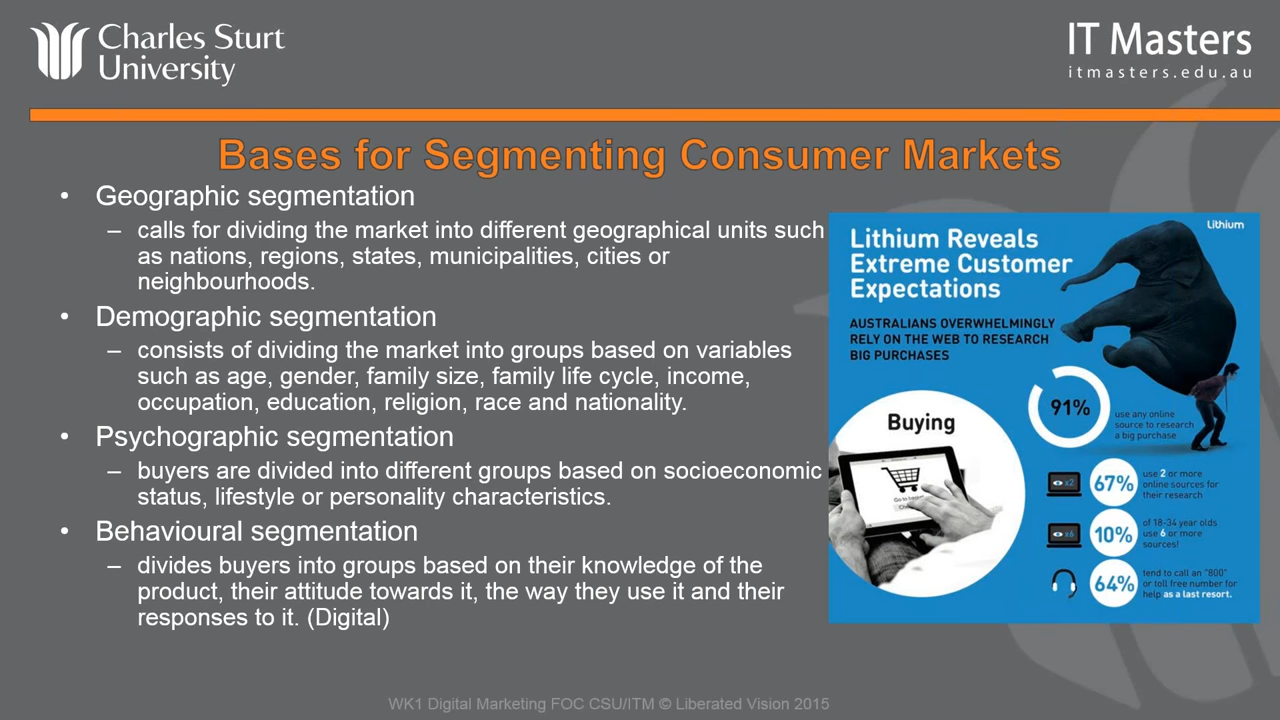 Charles Sturt
University
IT Masters
itmasters.edu.au
Bases for Segmenting Consumer Markets
• Geographic segmentation
– calls for dividing the market into different geographical units such
as nations, regions, states, municipalities, cities or
neighbourhoods.
• Demographic segmentation
– consists of dividing the market into groups based on variables
such as age, gender, family size, family life cycle, income,
occupation, education, religion, race and nationality.
• Psychographic segmentation
– buyers are divided into different groups based on socioeconomic
status, lifestyle or personality characteristics.
• Behavioural segmentation
– divides buyers into groups based on their knowledge of the
product, their attitude towards it, the way they use it and their
responses to it. (Digital)
Lithium
Lithium Reveals
Extreme Customer
Expectations
AUSTRALIANS OVERWHELMINGLY
RELY ON THE WEB TO RESEARCH
BIG PURCHASES
91%
use any online
source to research
a big purchase
Buying
Go to
x2
67%
use 2 or more
online sources for
their research
x6
10%
of 18-34 year olds
use 6 or more
sources!
64%
tend to call an "800"
or toll free number for
help as a last resort.
WK1 Digital Marketing FOC CSU/ITM © Liberated Vision 2015